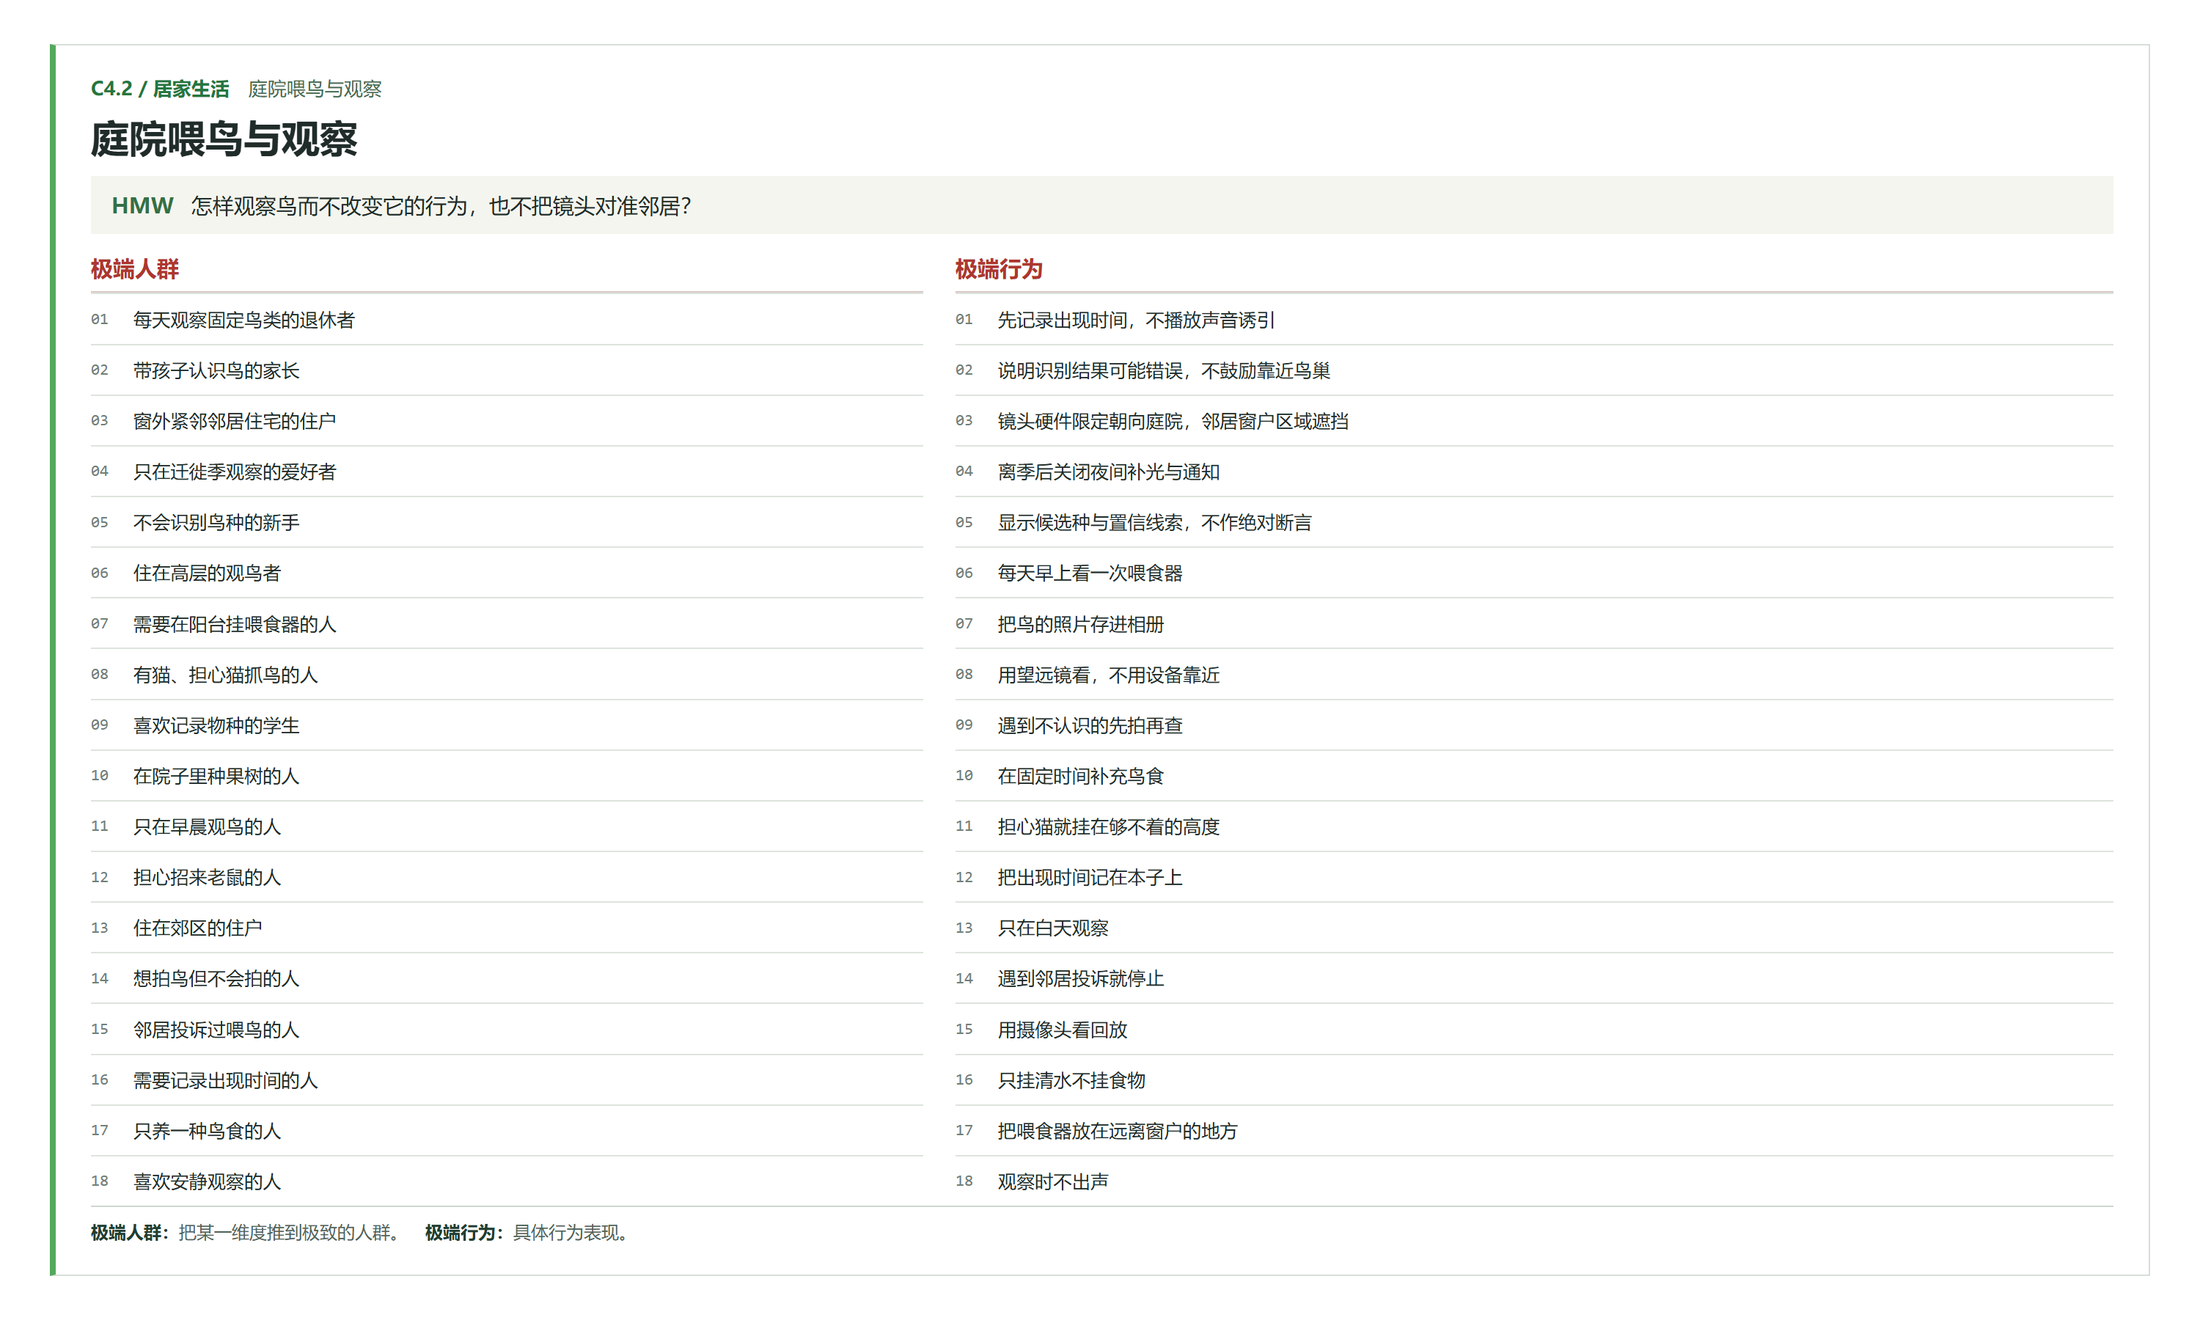 C4.2 / 居家生活 庭院喂鸟与观察
庭院喂鸟与观察
HMW 怎样观察鸟而不改变它的行为，也不把镜头对准邻居？
极端人群
01 每天观察固定鸟类的退休者
02 带孩子认识鸟的家长
03 窗外紧邻邻居住宅的住户
04 只在迁徙季观察的爱好者
05 不会识别鸟种的新手
06 住在高层的观鸟者
07 需要在阳台挂喂食器的人
08 有猫、担心猫抓鸟的人
09 喜欢记录物种的学生
10 在院子里种果树的人
11 只在早晨观鸟的人
12 担心招来老鼠的人
13 住在郊区的住户
14 想拍鸟但不会拍的人
15 邻居投诉过喂鸟的人
16 需要记录出现时间的人
17 只养一种鸟食的人
18 喜欢安静观察的人
极端行为
01 先记录出现时间，不播放声音诱引
02 说明识别结果可能错误，不鼓励靠近鸟巢
03 镜头硬件限定朝向庭院，邻居窗户区域遮挡
04 离季后关闭夜间补光与通知
05 显示候选种与置信线索，不作绝对断言
06 每天早上看一次喂食器
07 把鸟的照片存进相册
08 用望远镜看，不用设备靠近
09 遇到不认识的先拍再查
10 在固定时间补充鸟食
11 担心猫就挂在够不着的高度
12 把出现时间记在本子上
13 只在白天观察
14 遇到邻居投诉就停止
15 用摄像头看回放
16 只挂清水不挂食物
17 把喂食器放在远离窗户的地方
18 观察时不出声
极端人群：把某一维度推到极致的人群。 极端行为：具体行为表现。